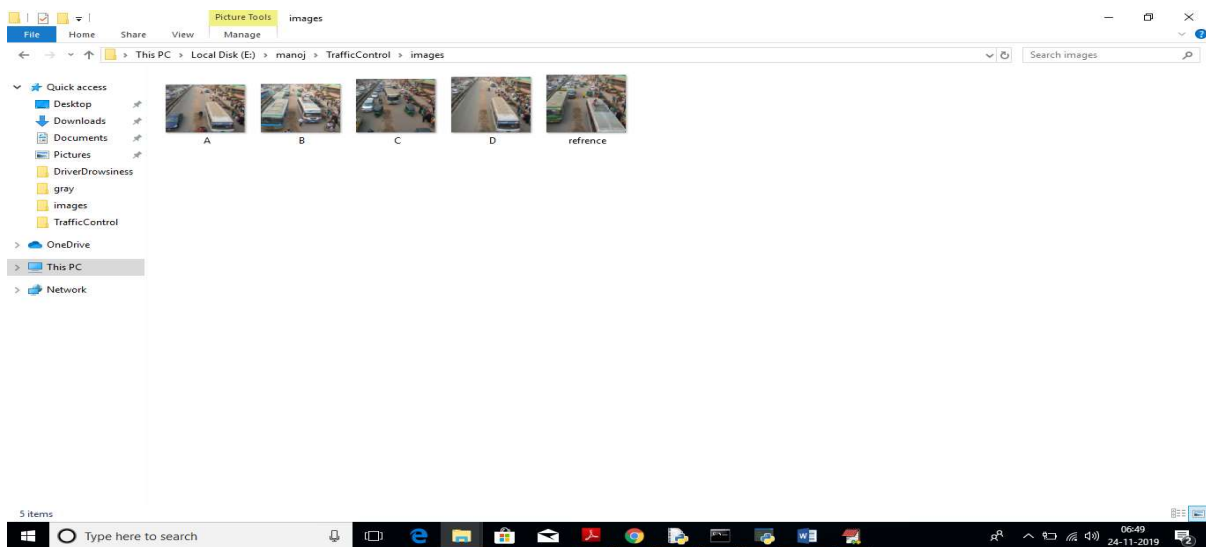 Picture Tools images
File Home Share View Manage
This PC > Local Disk (E:) > manoj > TrafficControl > images
Search images
Quick access
Desktop
Downloads
Documents
Pictures
DriverDrowsiness
gray
images
TrafficControl
OneDrive
This PC
Network
A B C D refrence
5 items
Type here to search
06:49
24-11-2019
2